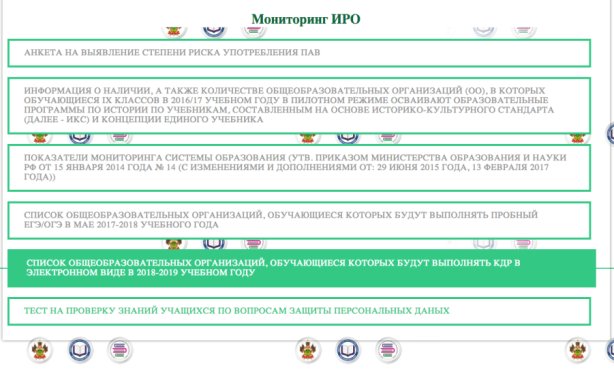 Мониторинг ИРО
АНКЕТА НА ВЫЯВЛЕНИЕ СТЕПЕНИ РИСКА УПОТРЕБЛЕНИЯ ПАВ
ИНФОРМАЦИЯ О НАЛИЧИИ, А ТАКЖЕ КОЛИЧЕСТВЕ ОБЩЕОБРАЗОВАТЕЛЬНЫХ ОРГАНИЗАЦИЙ (ОО), В КОТОРЫХ
ОБУЧАЮЩИЕСЯ IX КЛАССОВ В 2016/17 УЧЕБНОМ ГОДУ В ПИЛОТНОМ РЕЖИМЕ ОСВАИВАЮТ ОБРАЗОВАТЕЛЬНЫЕ
ПРОГРАММЫ ПО ИСТОРИИ ПО УЧЕБНИКАМ, СОСТАВЛЕННЫМ НА ОСНОВЕ ИСТОРИКО-КУЛЬТУРНОГО СТАНДАРТА
(ДАЛЕЕ - ИКС) И КОНЦЕПЦИИ ЕДИНОГО УЧЕБНИКА
ПОКАЗАТЕЛИ МОНИТОРИНГА СИСТЕМЫ ОБРАЗОВАНИЯ (УТВ. ПРИКАЗОМ МИНИСТЕРСТВА ОБРАЗОВАНИЯ И НАУКИ
РФ ОТ 15 ЯНВАРЯ 2014 ГОДА № 14 (С ИЗМЕНЕНИЯМИ И ДОПОЛНЕНИЯМИ ОТ: 29 ИЮНЯ 2015 ГОДА, 13 ФЕВРАЛЯ 2017
ГОДА))
СПИСОК ОБЩЕОБРАЗОВАТЕЛЬНЫХ ОРГАНИЗАЦИЙ, ОБУЧАЮЩИЕСЯ КОТОРЫХ БУДУТ ВЫПОЛНЯТЬ ПРОБНЫЙ
ЕГЭ/ОГЭ В МАЕ 2017-2018 УЧЕБНОГО ГОДА
СПИСОК ОБЩЕОБРАЗОВАТЕЛЬНЫХ ОРГАНИЗАЦИЙ, ОБУЧАЮЩИЕСЯ КОТОРЫХ БУДУТ ВЫПОЛНЯТЬ КДР В
ЭЛЕКТРОННОМ ВИДЕ В 2018-2019 УЧЕБНОМ ГОДУ
ТЕСТ НА ПРОВЕРКУ ЗНАНИЙ УЧАЩИХСЯ ПО ВОПРОСАМ ЗАЩИТЫ ПЕРСОНАЛЬНЫХ ДАНЫХ